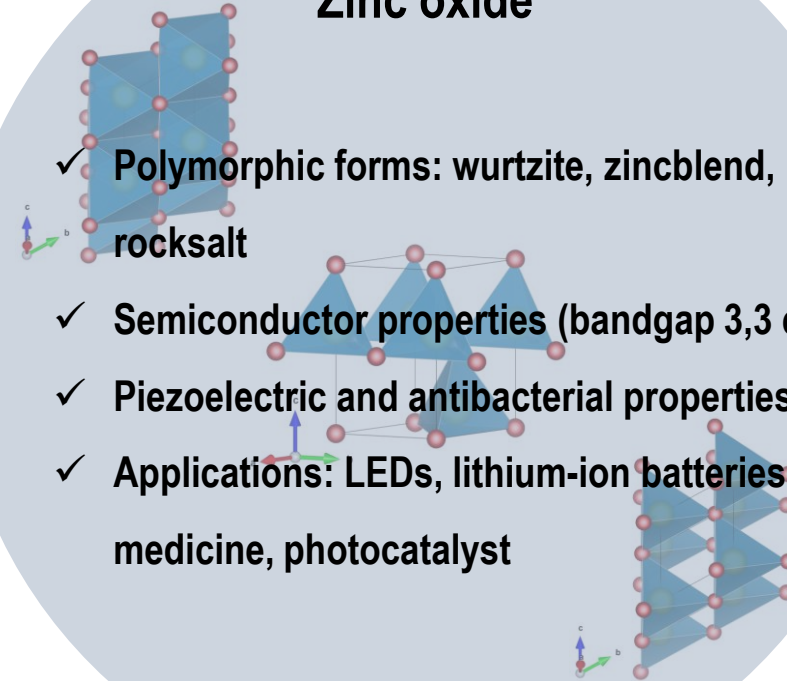 Zinc oxide
✓ Polymorphic forms: wurtzite, zincblend,
rocksalt
c
b
✓ Semiconductor properties (bandgap 3,3
✓ Piezoelectric and antibacterial properties
c
✓ Applications: LEDs, lithium-ion batteries
medicine, photocatalyst
c
b